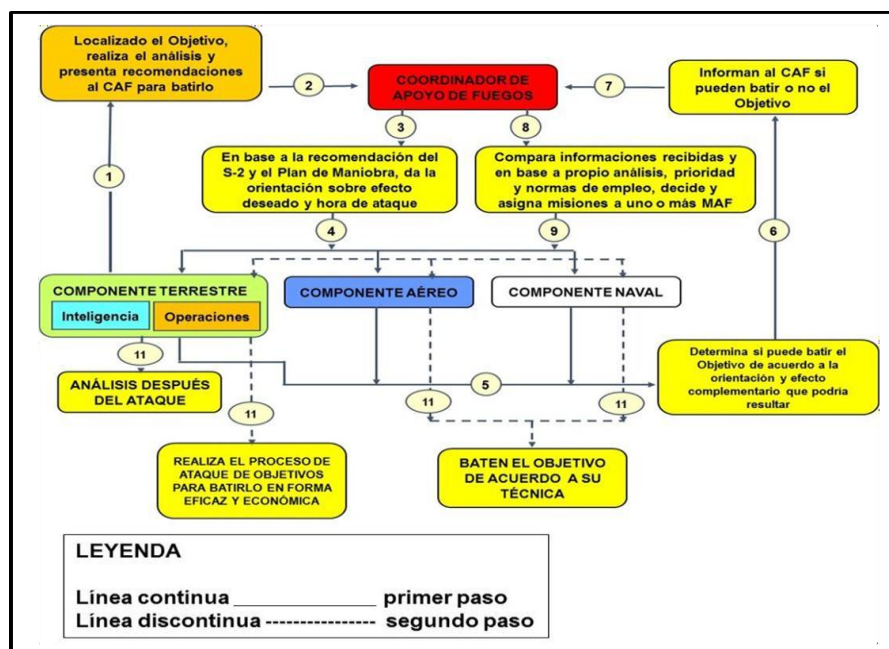 Localizado el Objetivo,
realiza el análisis y
presenta recomendaciones
al CAF para batirlo
2
COORDINADOR DE
APOYO DE FUEGOS
7
Informan al CAF si
pueden batir o no el
Objetivo
3
8
1
En base a la recomendación del
S-2 y el Plan de Maniobra, da la
orientación sobre efecto
deseado y hora de ataque
Compara informaciones recibidas y
en base a propio análisis, prioridad
y normas de empleo, decide y
asigna misiones a uno o más MAF
4
9
6
COMPONENTE TERRESTRE
Inteligencia
Operaciones
COMPONENTE AÉREO
COMPONENTE NAVAL
11
ANÁLISIS DESPUÉS
DEL ATAQUE
5
Determina si puede batir el
Objetivo de acuerdo a la
orientación y efecto
complementario que podría
resultar
11
11
11
REALIZA EL PROCESO DE
ATAQUE DE OBJETIVOS
PARA BATIRLO EN FORMA
EFICAZ Y ECONÓMICA
BATEN EL OBJETIVO
DE ACUERDO A SU
TÉCNICA
LEYENDA
Línea continua _____________ primer paso
Línea discontinua ---------------- segundo paso